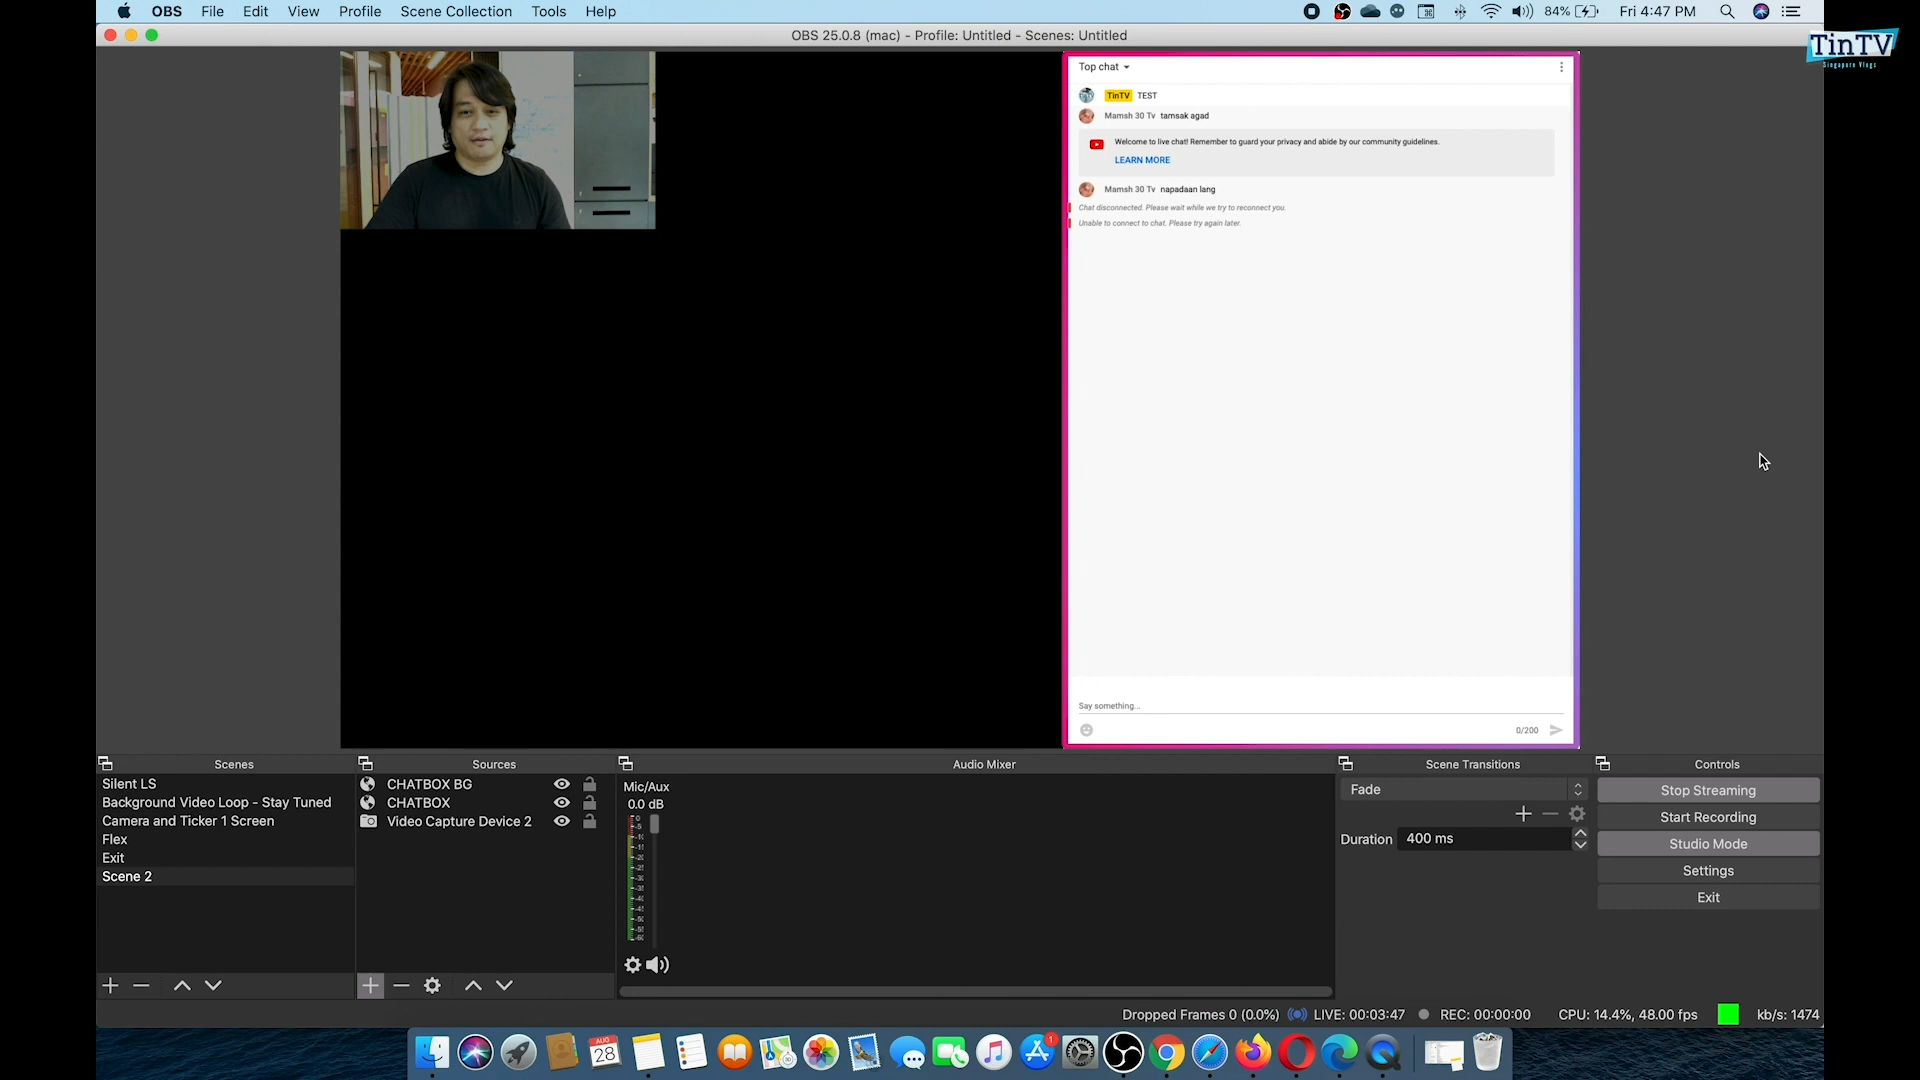 OBS File Edit View Profile Scene Collection Tools Help
84% Fri 4:47 PM
OBS 25.0.8 (mac) - Profile: Untitled - Scenes: Untitled
TinTV
Singapore Vlogs
Top chat
TinTV TEST
Mamsh 30 Tv tamsak agad
Welcome to live chat! Remember to guard your privacy and abide by our community guidelines.
LEARN MORE
Mamsh 30 Tv napadaan lang
Chat disconnected. Please wait while we try to reconnect you.
Unable to connect to chat. Please try again later.
Say something...
0/200
Scenes
Silent LS
Background Video Loop - Stay Tuned
Camera and Ticker 1 Screen
Flex
Exit
Scene 2
Sources
CHATBOX BG
CHATBOX
Video Capture Device 2
Audio Mixer
Mic/Aux
0.0 dB
Scene Transitions
Fade
Duration 400 ms
Controls
Stop Streaming
Start Recording
Studio Mode
Settings
Exit
Dropped Frames 0 (0.0%) LIVE: 00:03:47 REC: 00:00:00 CPU: 14.4%, 48.00 fps kb/s: 1474
AUG
28
1